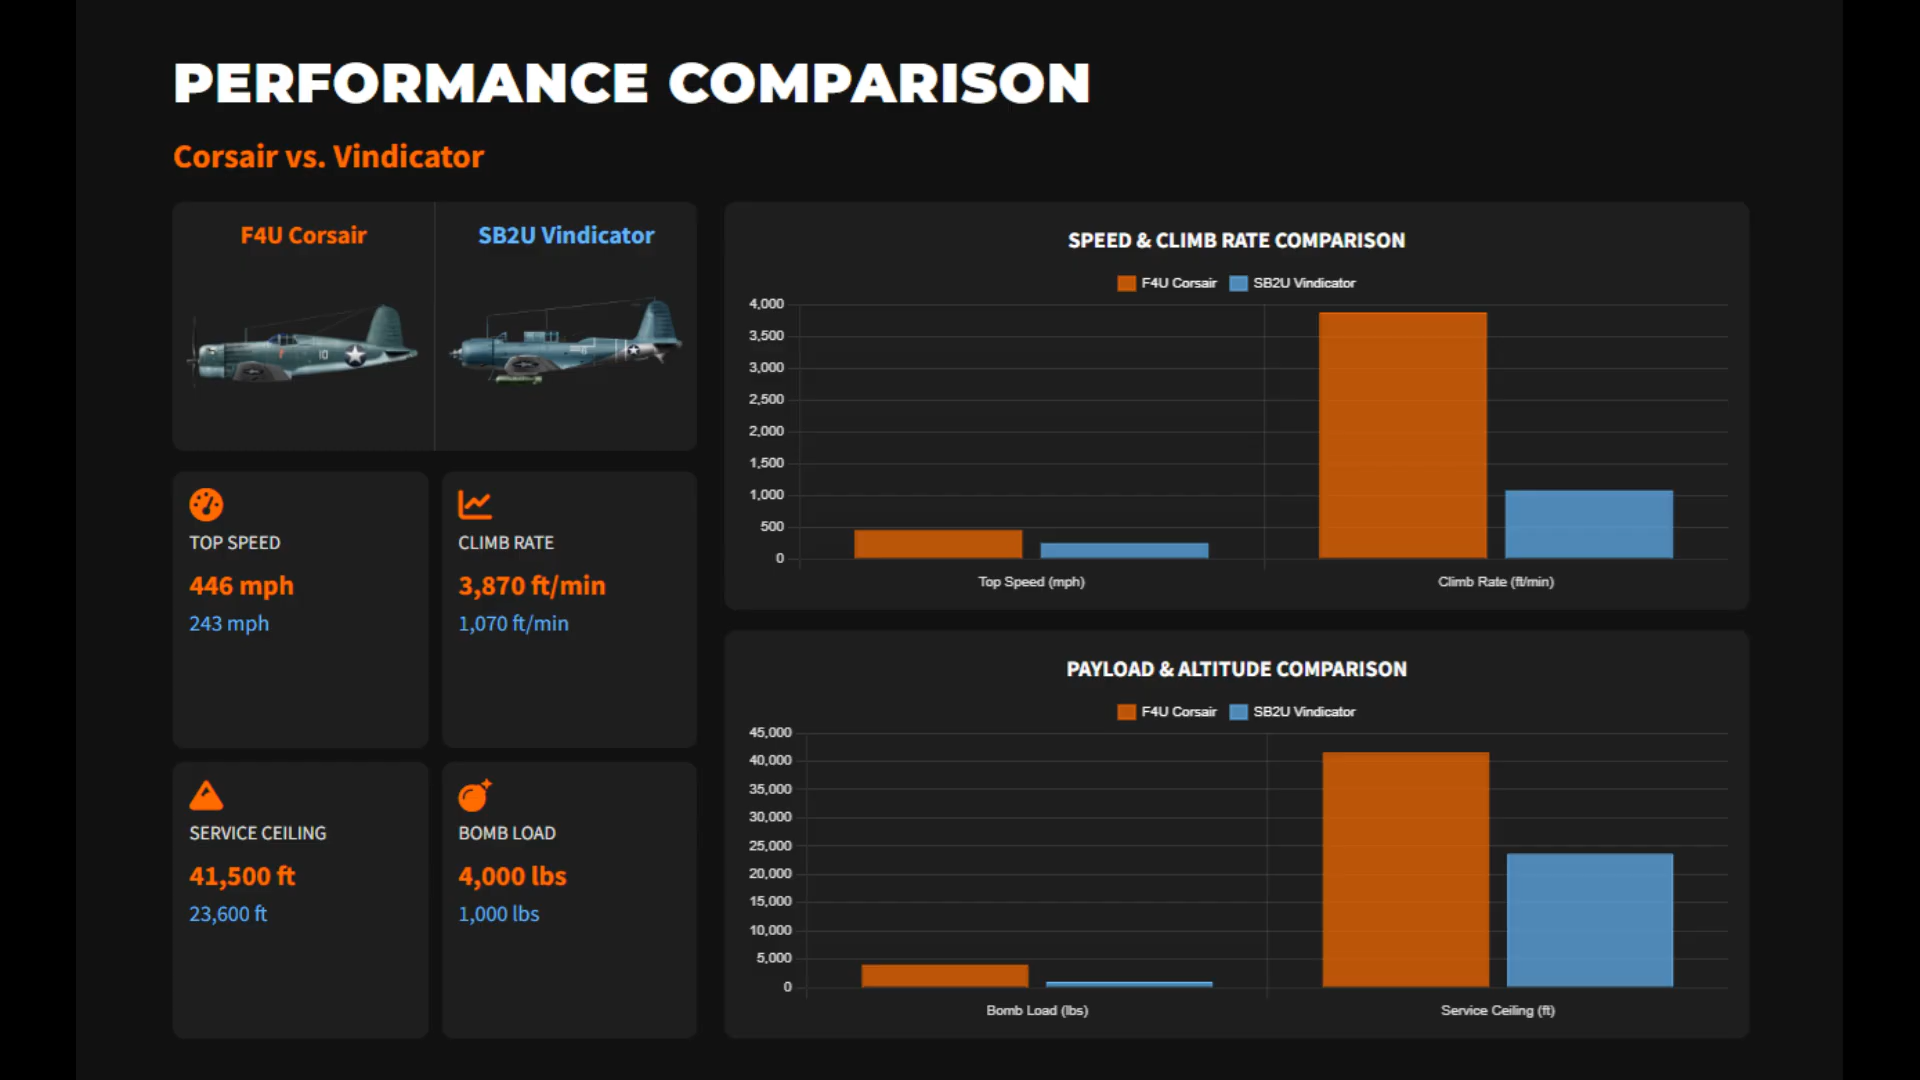 PERFORMANCE COMPARISON
Corsair vs. Vindicator
F4U Corsair
SB2U Vindicator
10
TOP SPEED
446 mph
243 mph
CLIMB RATE
3,870 ft/min
1,070 ft/min
SERVICE CEILING
41,500 ft
23,600 ft
BOMB LOAD
4,000 lbs
1,000 lbs
SPEED & CLIMB RATE COMPARISON
F4U Corsair SB2U Vindicator
4,000
3,500
3,000
2,500
2,000
1,500
1,000
500
0
Top Speed (mph) Climb Rate (ft/min)
PAYLOAD & ALTITUDE COMPARISON
F4U Corsair SB2U Vindicator
45,000
40,000
35,000
30,000
25,000
20,000
15,000
10,000
5,000
0
Bomb Load (lbs) Service Ceiling (ft)